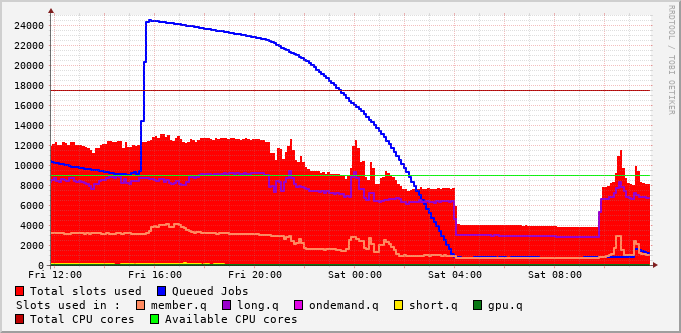 24000
22000
20000
18000
16000
14000
12000
10000
8000
6000
4000
2000
0
Fri 12:00 Fri 16:00 Fri 20:00 Sat 00:00 Sat 04:00 Sat 08:00
RRDTOOL / TOBI OETIKER
Total slots used Queued Jobs
Slots used in : member.q long.q ondemand.q short.q gpu.q
Total CPU cores Available CPU cores